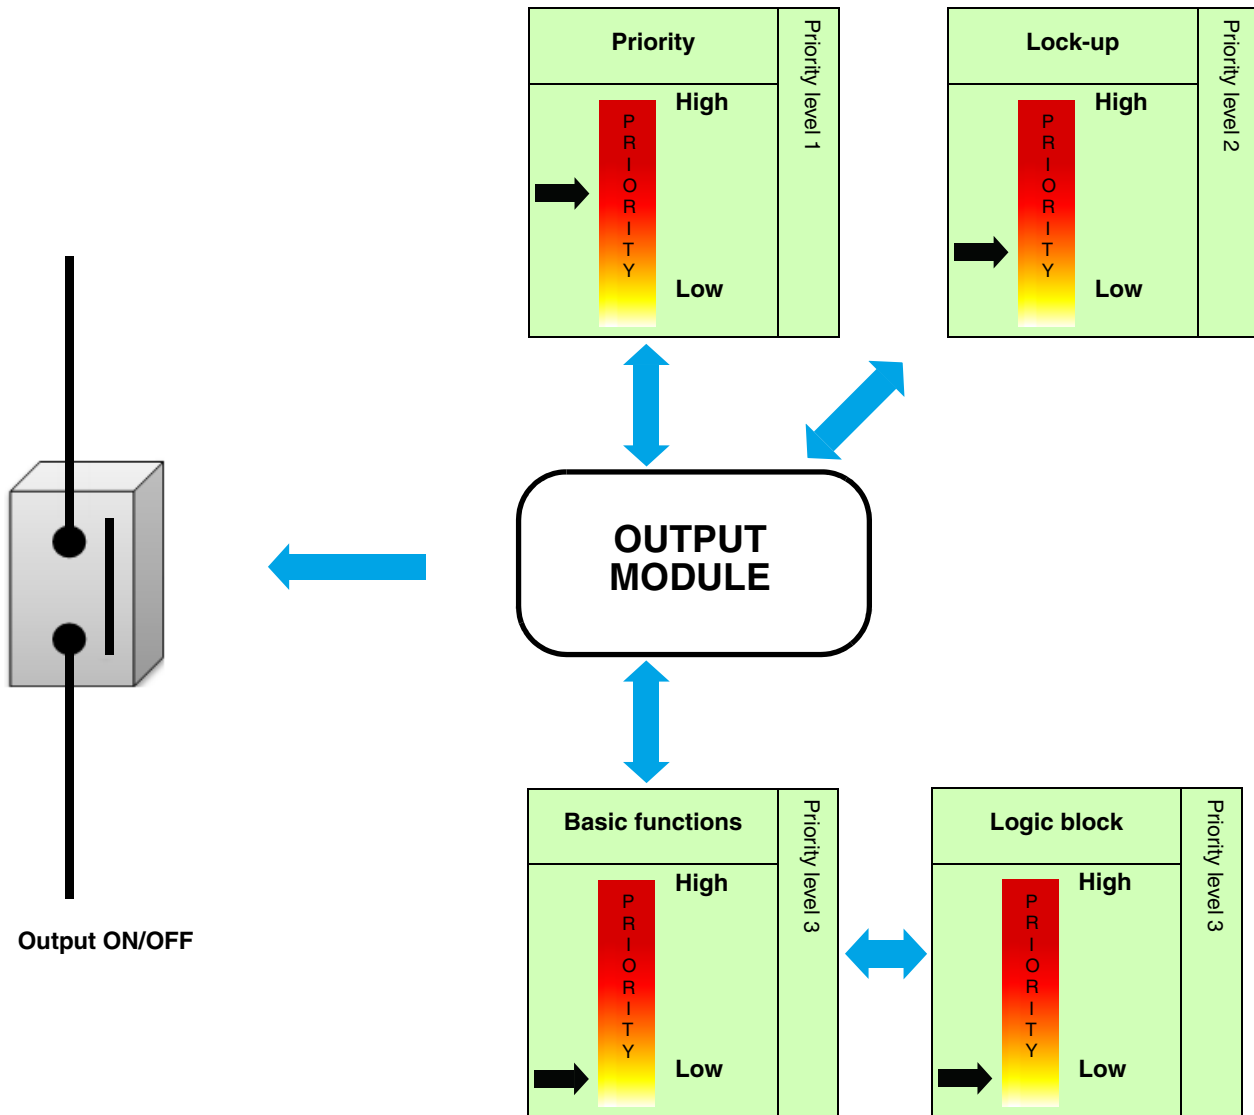 Priority
Priority level 1
High
PRIORITY
Low
Lock-up
Priority level 2
High
PRIORITY
Low
OUTPUT
MODULE
Output ON/OFF
Basic functions
Priority level 3
High
PRIORITY
Low
Logic block
Priority level 3
High
PRIORITY
Low